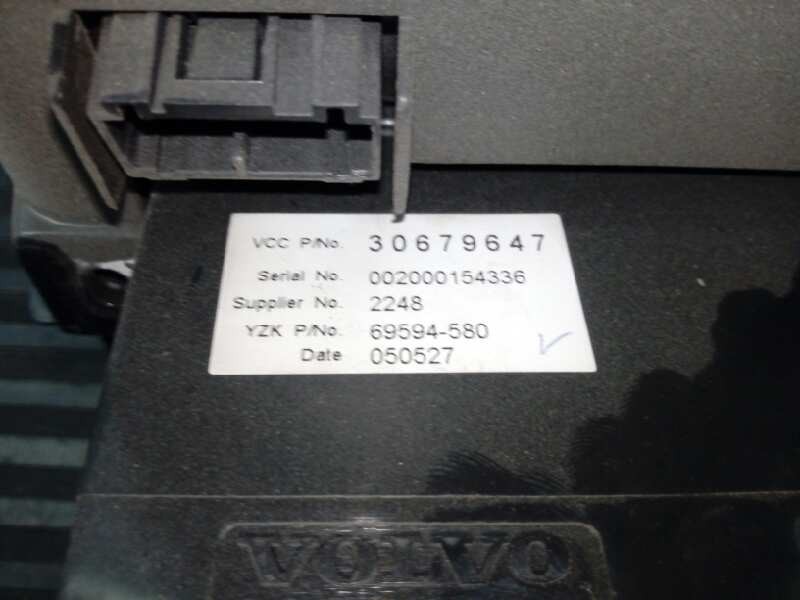 VCC P/No. 30679647
Serial No. 002000154336
Supplier No. 2248
YZK P/No. 69594-580
Date 050527
VOLVO